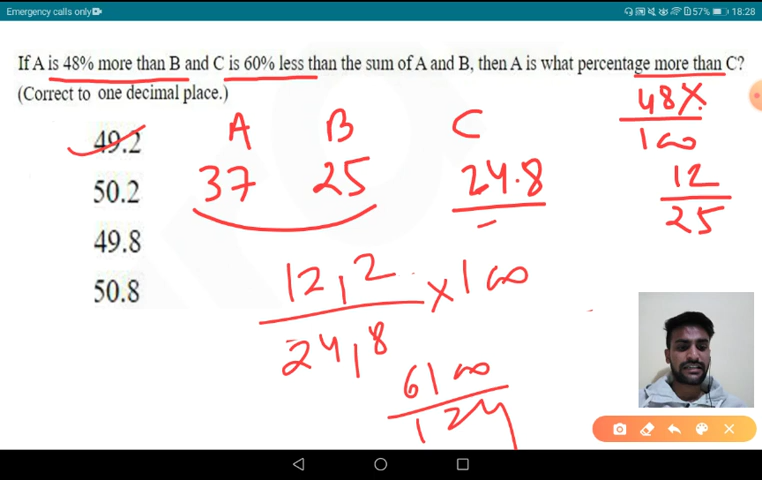 Emergency calls only
57% 18:28
If A is 48% more than B and C is 60% less than the sum of A and B, then A is what percentage more than C?
(Correct to one decimal place.)
48%
100
12
25
A B C
37 25 24.8
49.2
50.2
49.8
50.8
12.2 × 100
24.8
6100
124